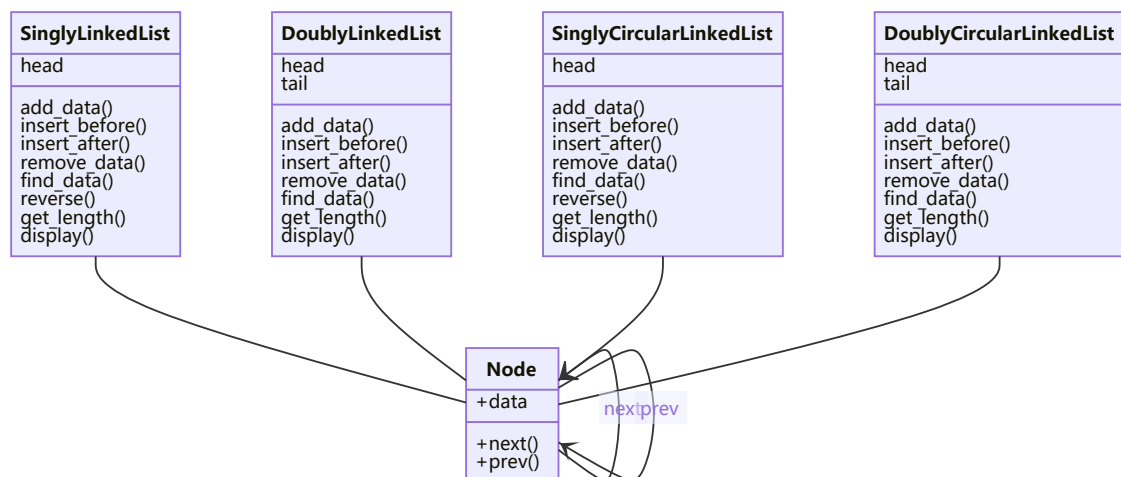 SinglyLinkedList
head
add_data()
insert_before()
insert_after()
remove_data()
find_data()
reverse()
get_length()
display()
DoublyLinkedList
head
tail
add_data()
insert_before()
insert_after()
remove_data()
find_data()
get_length()
display()
SinglyCircularLinkedList
head
add_data()
insert_before()
insert_after()
remove_data()
find_data()
reverse()
get_length()
display()
DoublyCircularLinkedList
head
tail
add_data()
insert_before()
insert_after()
remove_data()
find_data()
get_length()
display()
Node
+data
+next()
+prev()
next
prev